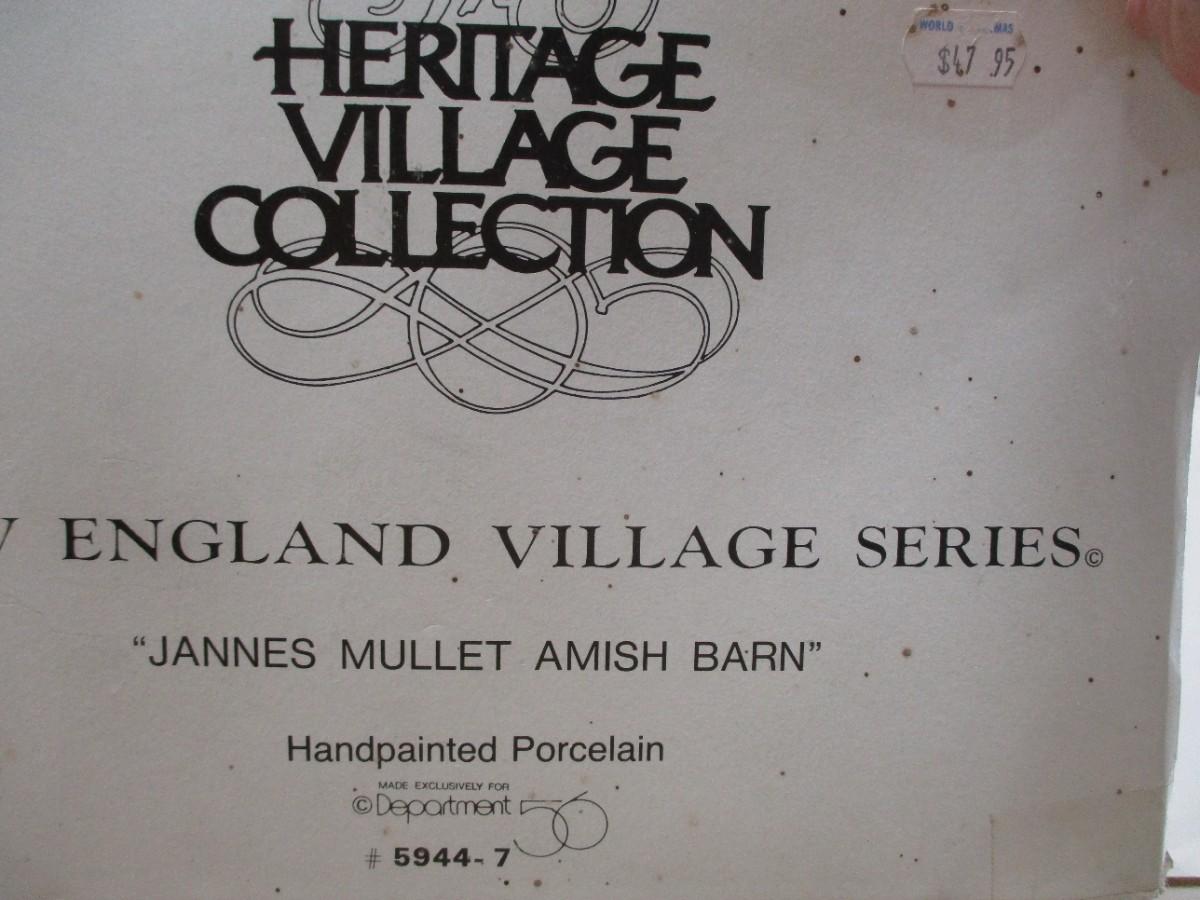 WORLD
$47.95
HERITAGE
VILLAGE
COLLECTION
ENGLAND VILLAGE SERIES©
“JANNES MULLET AMISH BARN”
Handpainted Porcelain
MADE EXCLUSIVELY FOR
© Department 56
# 5944-7